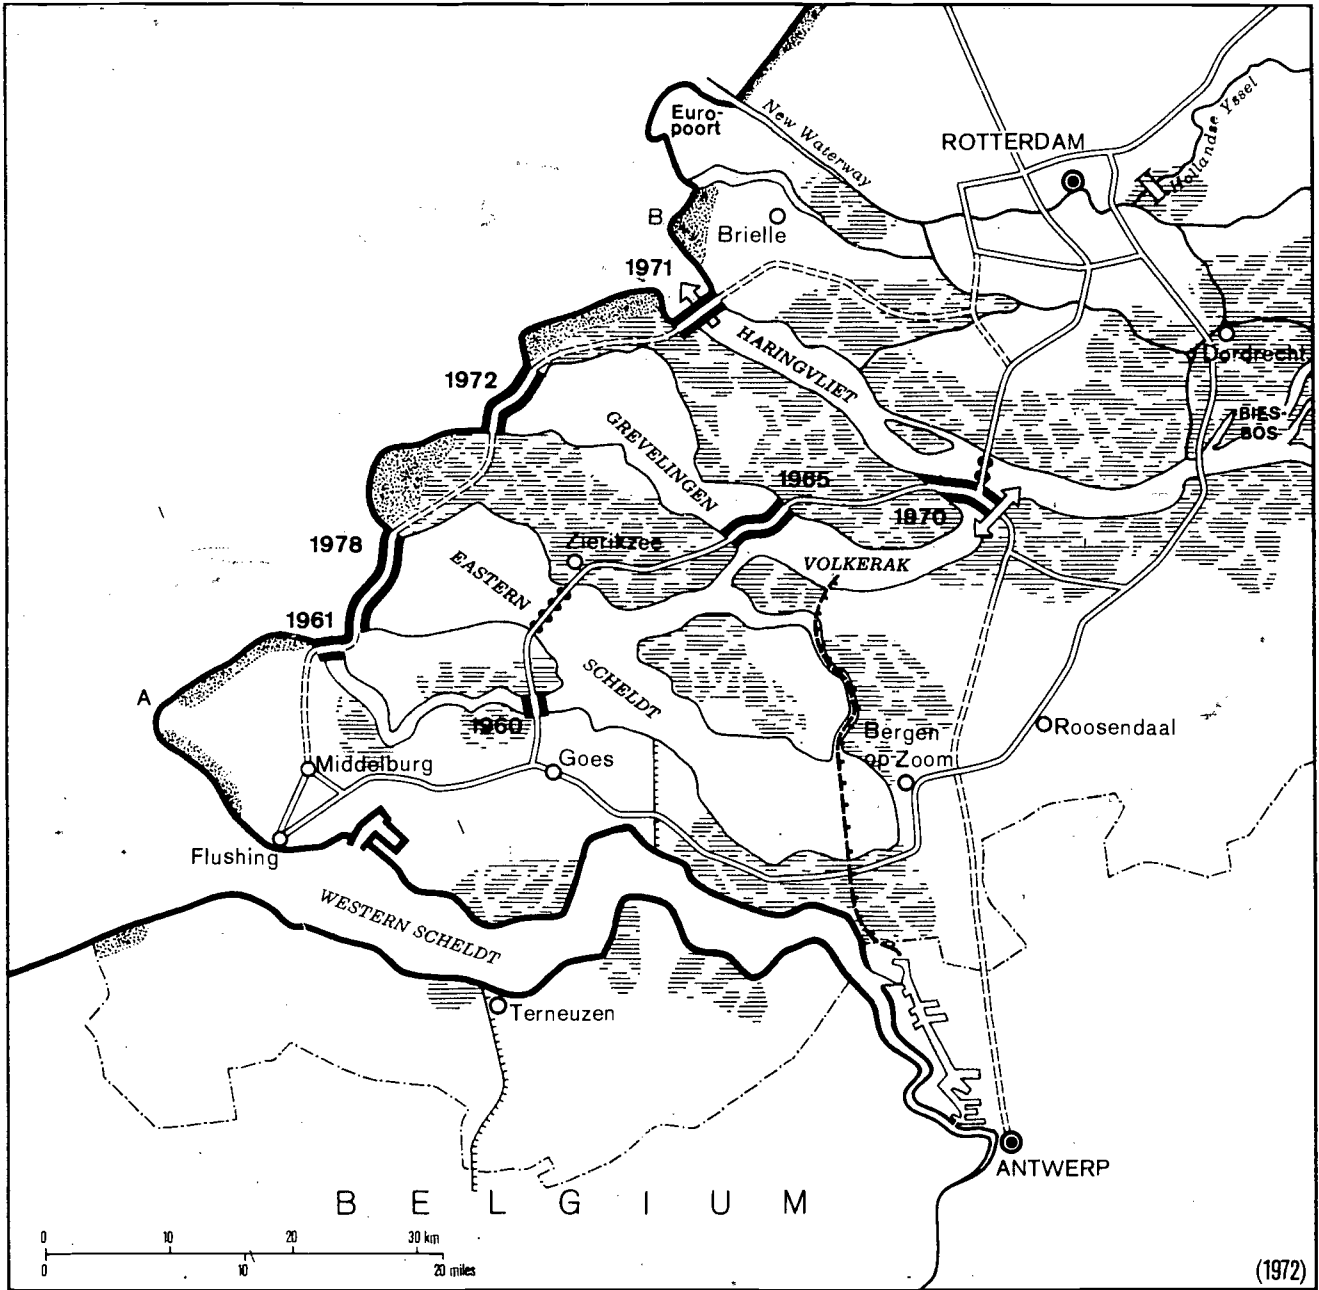 Euro-
poort
New Waterway
ROTTERDAM
Hollandse Yssel
B
Brielle
1971
HARINGVLIET
Dordrecht
1972
GREVELINGEN
BIES-
BOS
1965
1970
1978
Zierikzee
EASTERN
VOLKERAK
1961
SCHELDT
A
1960
Bergen
op-Zoom
Roosendaal
Middelburg
Goes
Flushing
WESTERN SCHELDT
Terneuzen
ANTWERP
BELGIUM
0 10 20 30 km
0 10 20 miles
(1972)